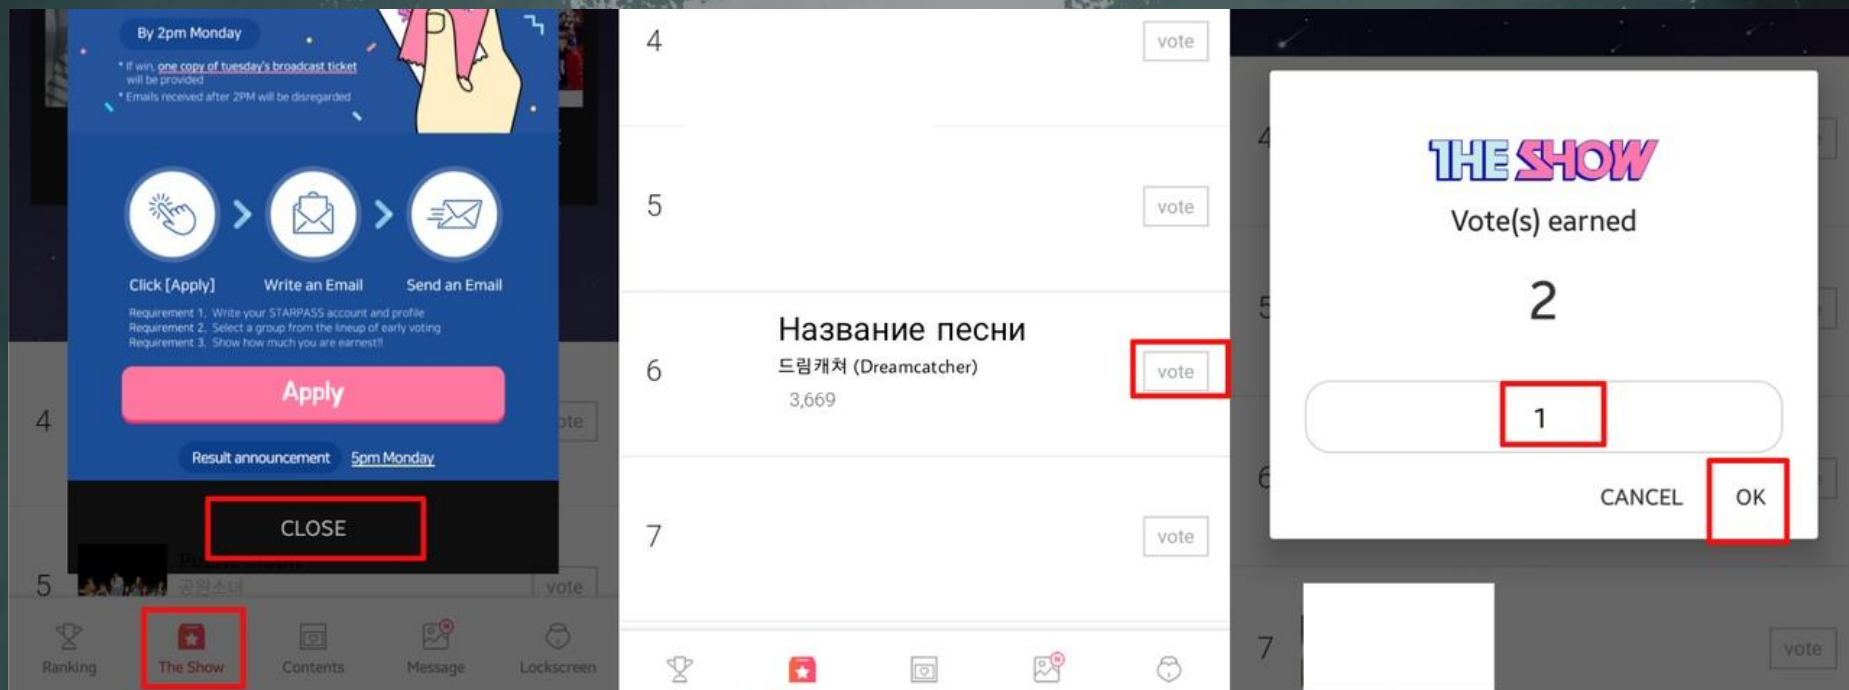 By 2pm Monday
* If win, one copy of tuesday's broadcast ticket
will be provided
* Emails received after 2PM will be disregarded
Click [Apply]
Write an Email
Send an Email
Requirement 1. Write your STARPASS account and profile
Requirement 2. Select a group from the lineup of early voting
Requirement 3. Show how much you are earnest!!
Apply
4
Result announcement 5pm Monday
CLOSE
5
공원소녀
vote
Ranking
The Show
Contents
Message
Lockscreen
4
vote
5
vote
Название песни
6
드림캐쳐 (Dreamcatcher)
vote
3,669
7
vote
THE SHOW
Vote(s) earned
2
1
CANCEL
OK
7
vote